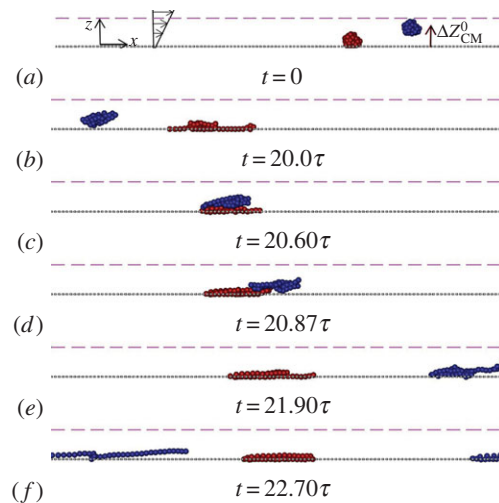 z x ΔZ⁰CM
(a) t = 0
(b) t = 20.0τ
(c) t = 20.60τ
(d) t = 20.87τ
(e) t = 21.90τ
(f) t = 22.70τ